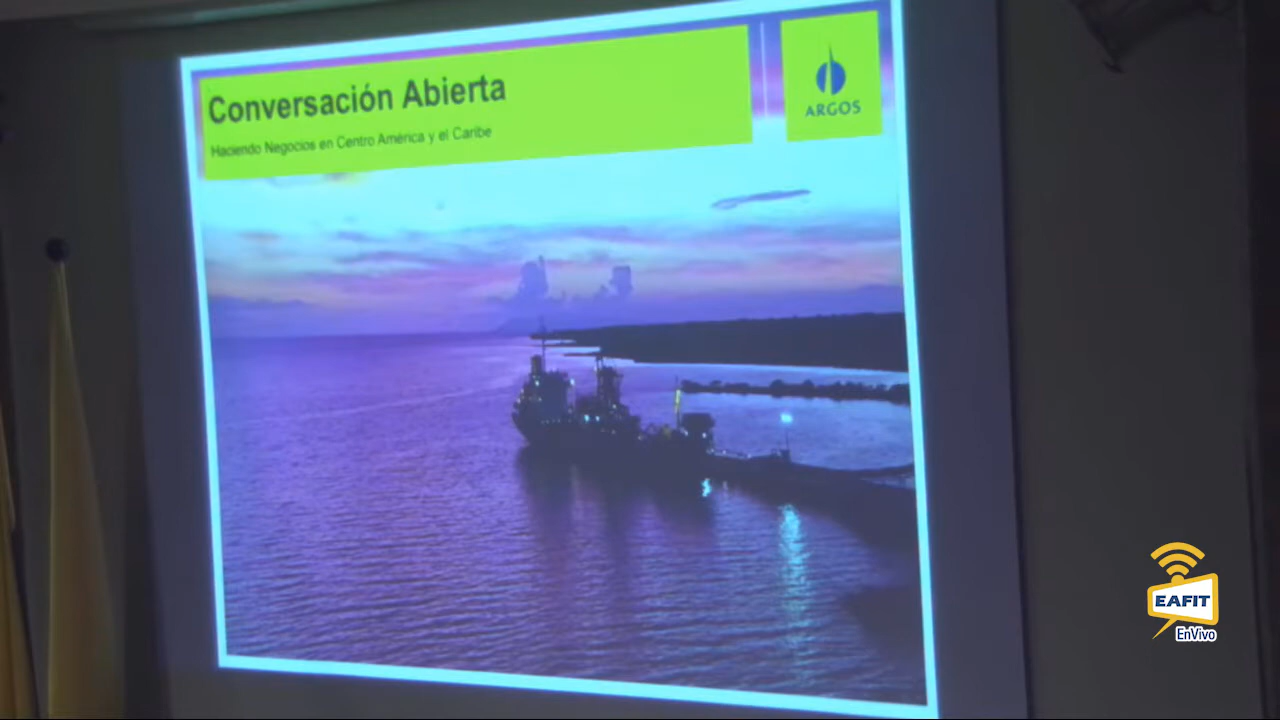 Conversación Abierta
Haciendo Negocios en Centro América y el Caribe
ARGOS
EAFIT
EnVivo